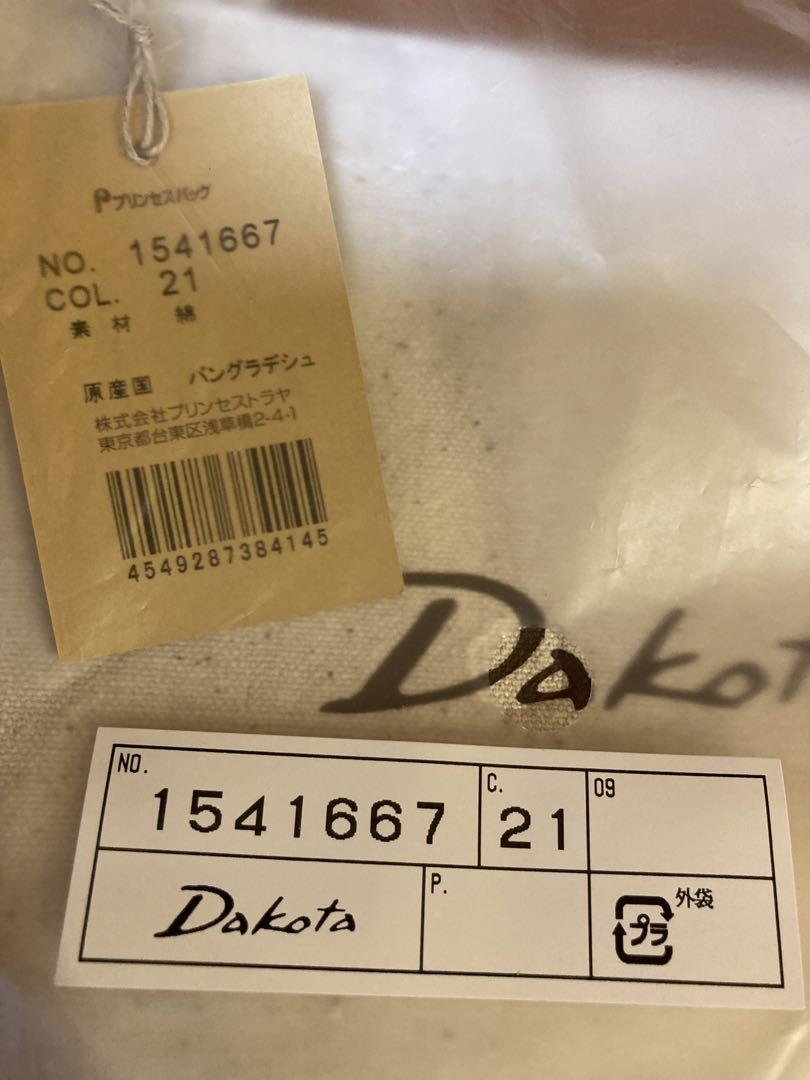 プリンセスバッグ
NO. 1541667
COL. 21
素材 綿
原産国 バングラデシュ
株式会社プリンセストラヤ
東京都台東区浅草橋2-4-1
4549287384145
Dakota
NO. 1541667 C. 21 09
Dakota P. プラ 外袋